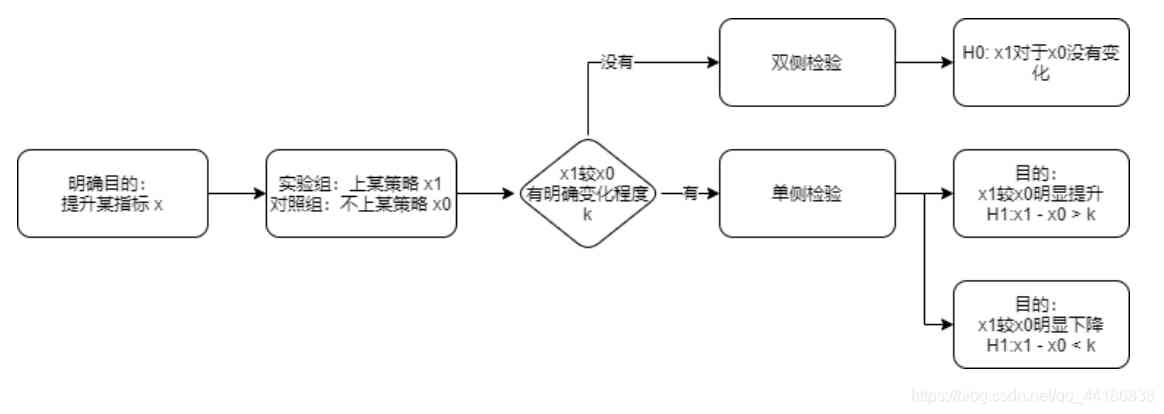 没有
双侧检验
H0: x1对于x0没有变
化
明确目的：
提升某指标 x
实验组：上某策略 x1
对照组：不上某策略 x0
x1较x0
有明确变化程度
k
有
单侧检验
目的：
x1较x0明显提升
H1:x1 - x0 > k
目的：
x1较x0明显下降
H1:x1 - x0 < k
https://blog.csdn.net/qq_44186838